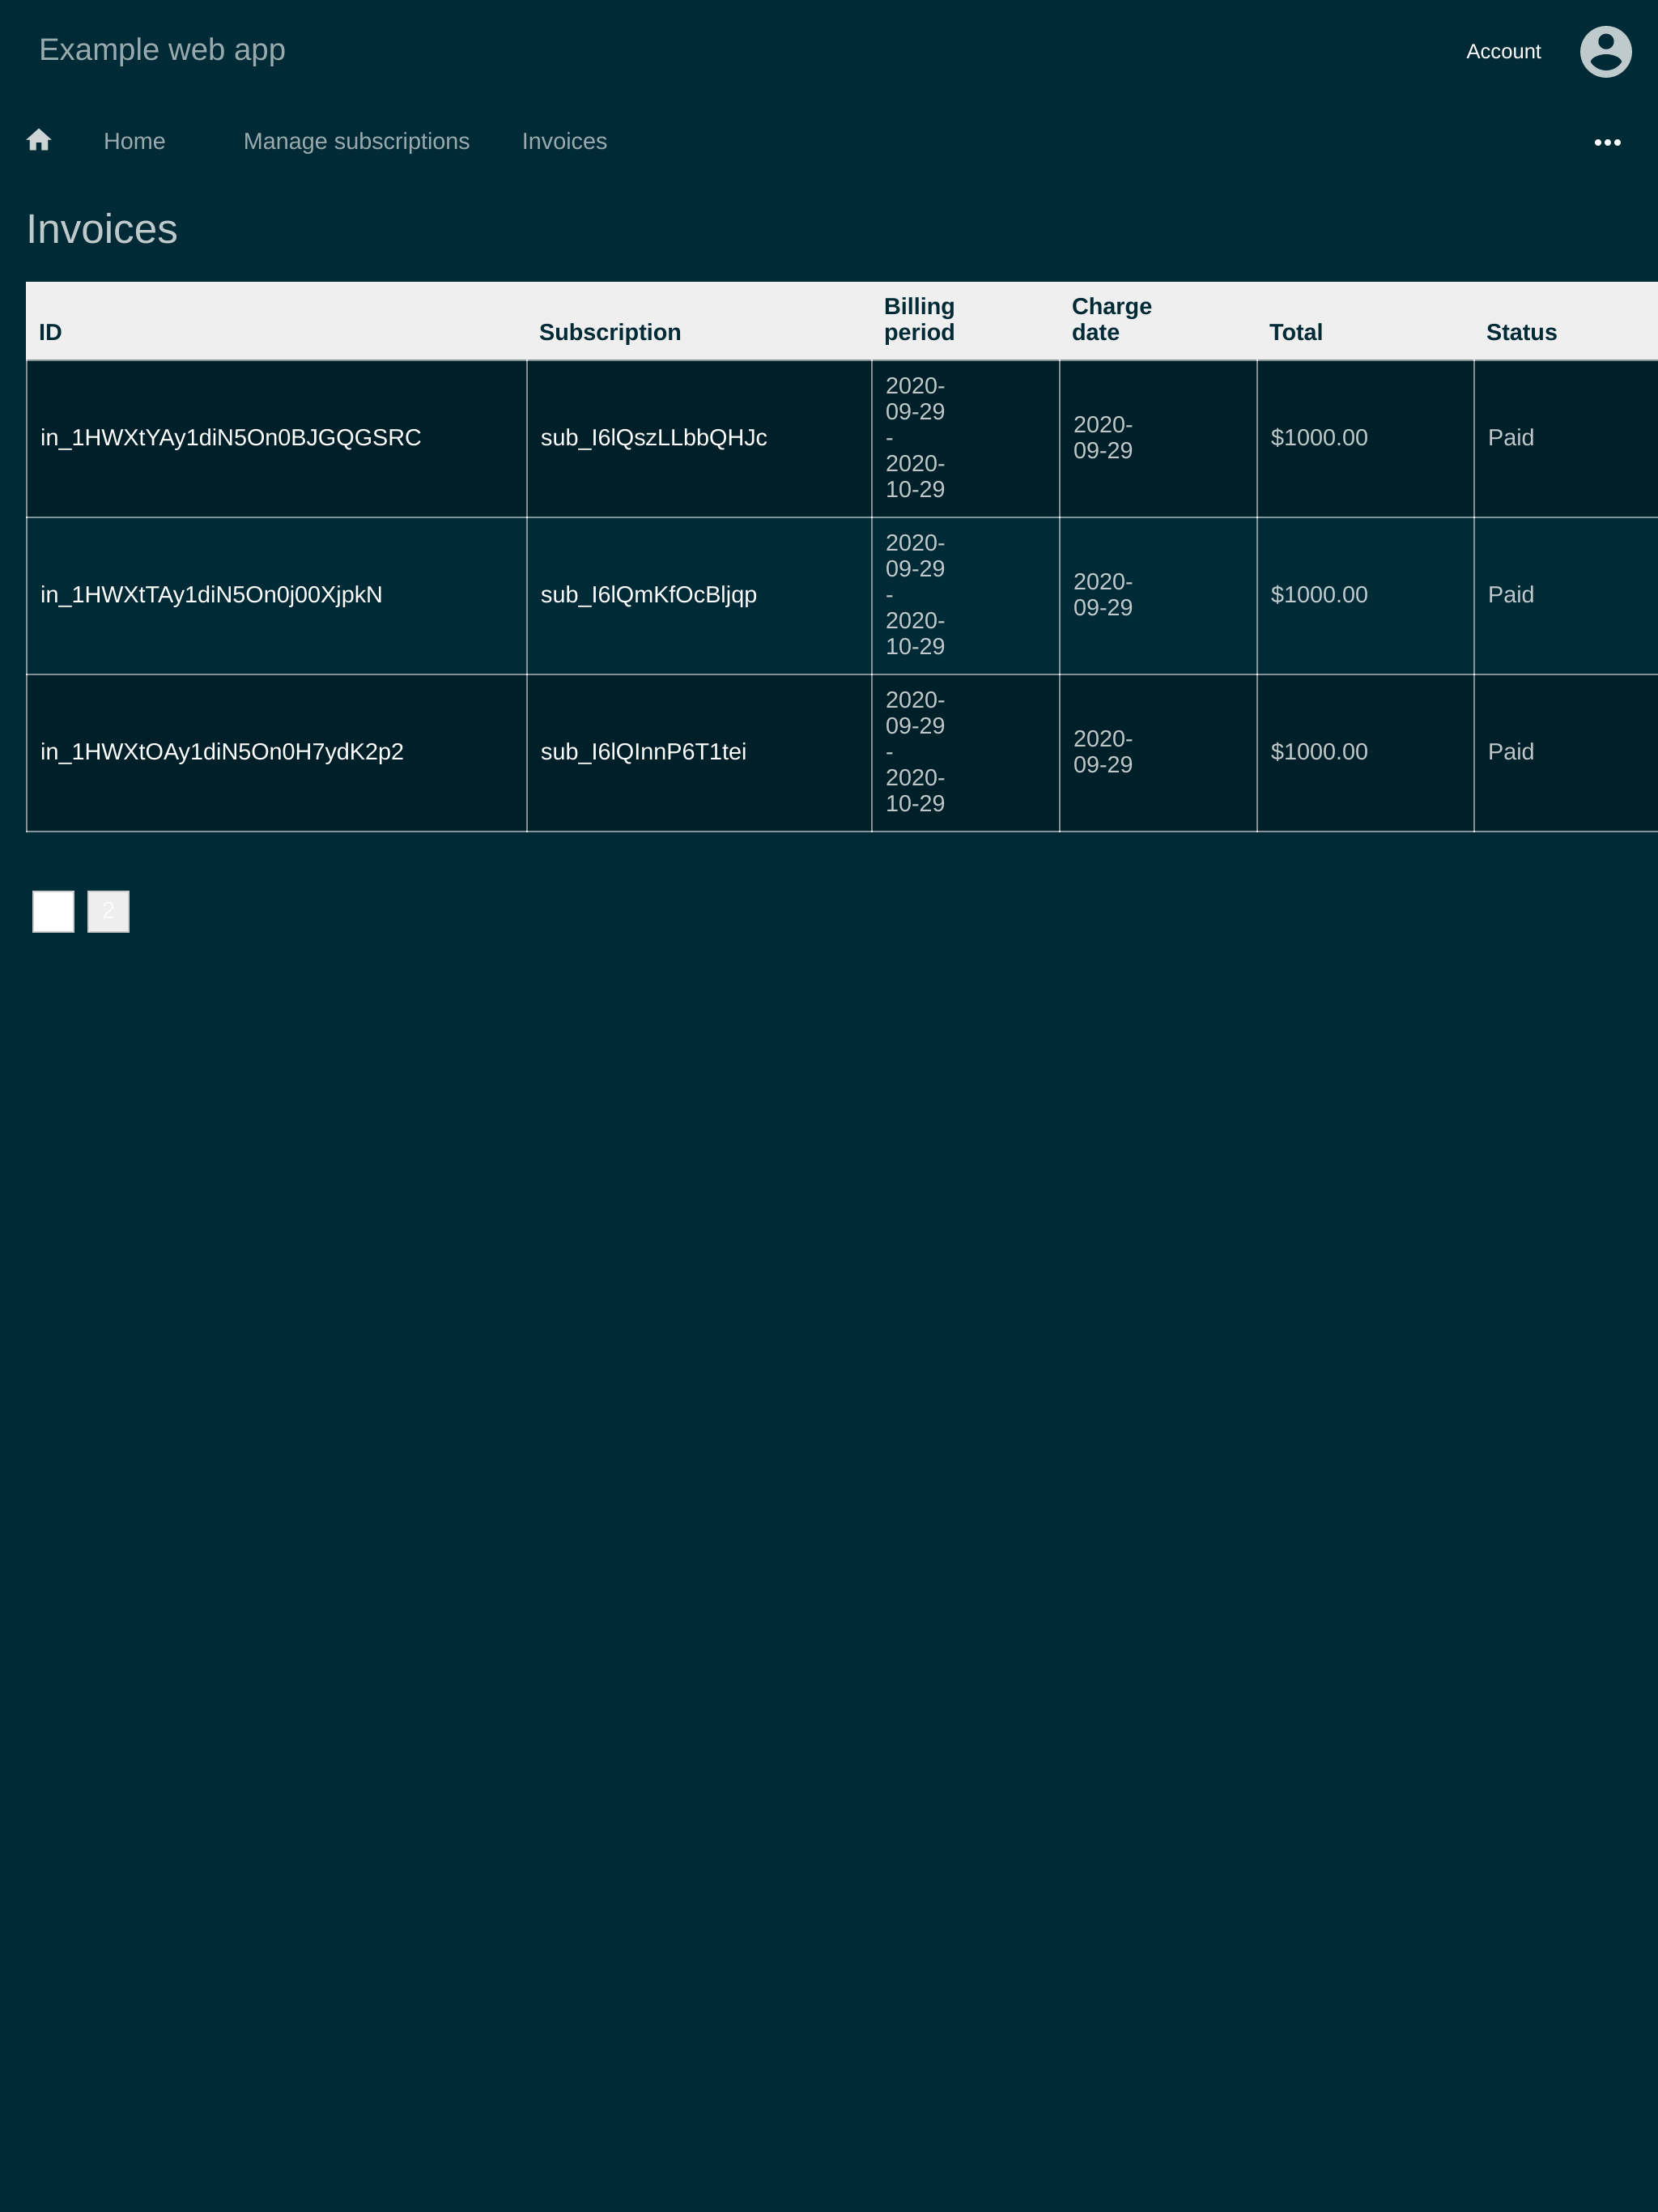 Example web app
Account
Home Manage subscriptions Invoices
Invoices
ID Subscription Billing period Charge date Total Status
in_1HWXtYAy1diN5On0BJGQGSRC sub_I6lQszLLbbQHJc 2020-09-29 - 2020-10-29 2020-09-29 $1000.00 Paid
in_1HWXtTAy1diN5On0j00XjpkN sub_I6lQmKfOcBljqp 2020-09-29 - 2020-10-29 2020-09-29 $1000.00 Paid
in_1HWXtOAy1diN5On0H7ydK2p2 sub_I6lQInnP6T1tei 2020-09-29 - 2020-10-29 2020-09-29 $1000.00 Paid
2